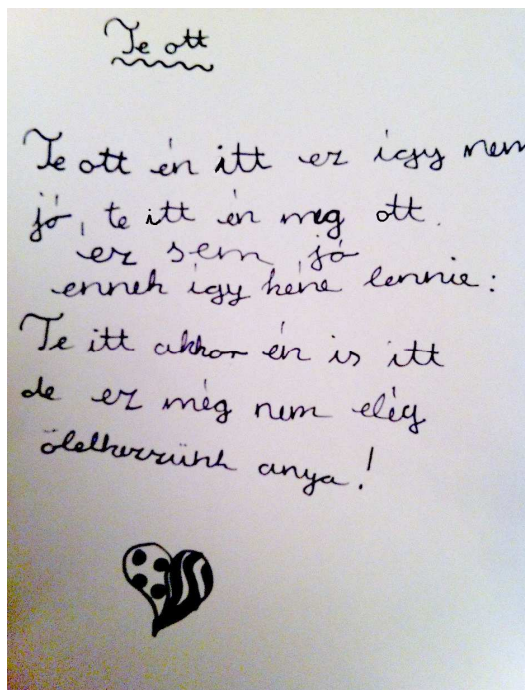 Te ott
Te ott én itt ez így nem
jó, te itt én meg ott.
ez sem jó
ennek így kéne lennie:
Te itt akkor én is itt
de ez még nem elég
ölelkezzünk anya!